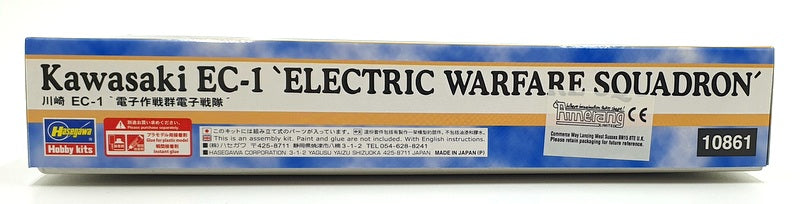 Kawasaki EC-1 `ELECTRIC WARFARE SQUADRON´
川崎 EC-1 `電子作戦群電子戦隊´
Hasegawa
Hobby kits
別途お買い求めください。
Please purchase separately.
プラモデル用接着剤
Glue for plastic model
瞬間接着剤
Instant glue
このキットには組み立て式のパーツが入っています。
This is an assembly kit. Paint and glue are not included. With English instructions.
■(株)ハセガワ 〒425-8711 静岡県焼津市八楠3-1-2 TEL.054-628-8241
■HASEGAWA CORPORATION 3-1-2 YAGUSU YAIZU SHIZUOKA 425-8711 JAPAN MADE IN JAPAN (P)
Where imagination takes shape!
Amerang
CE
Commerce Way Lancing West Sussex BN15 8TE U.K.
Please retain packaging for future reference.
10861